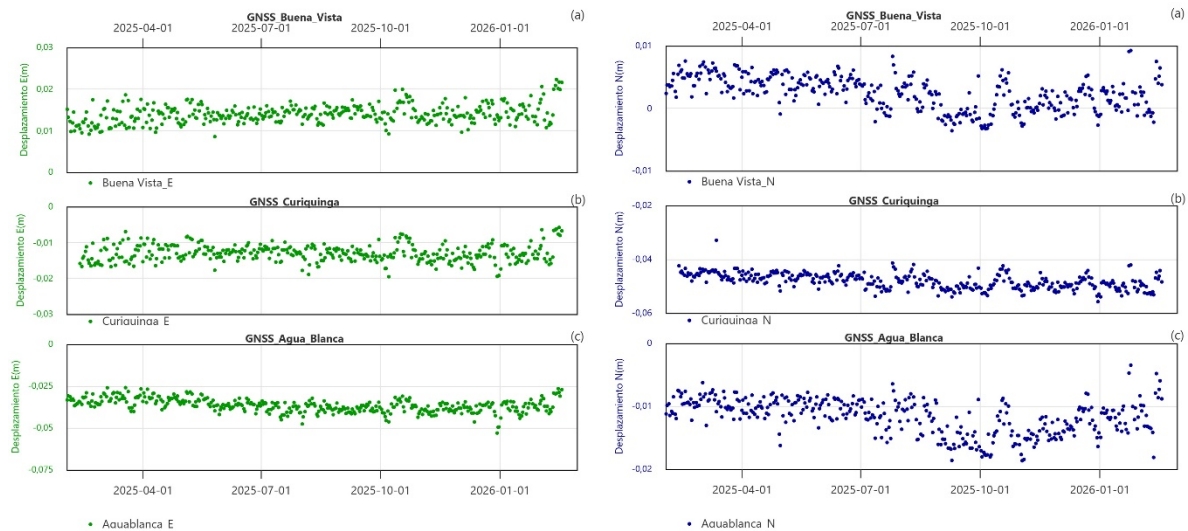 GNSS_Buena_Vista (a)
2025-04-01 2025-07-01 2025-10-01 2026-01-01
0,03
0,02
0,01
0
Desplazamiento E(m)
Buena Vista_E
GNSS_Curiquinga (b)
0
-0,01
-0,02
-0,03
Desplazamiento E(m)
Curiquinga_E
GNSS_Agua_Blanca (c)
0
-0,025
-0,05
-0,075
Desplazamiento E(m)
2025-04-01 2025-07-01 2025-10-01 2026-01-01
Aguablanca_E
GNSS_Buena_Vista (a)
2025-04-01 2025-07-01 2025-10-01 2026-01-01
0,01
0
-0,01
Desplazamiento N(m)
Buena Vista_N
GNSS_Curiquinga (b)
-0,02
-0,04
-0,06
Desplazamiento N(m)
Curiquinga_N
GNSS_Agua_Blanca (c)
0
-0,01
-0,02
Desplazamiento N(m)
2025-04-01 2025-07-01 2025-10-01 2026-01-01
Aguablanca_N